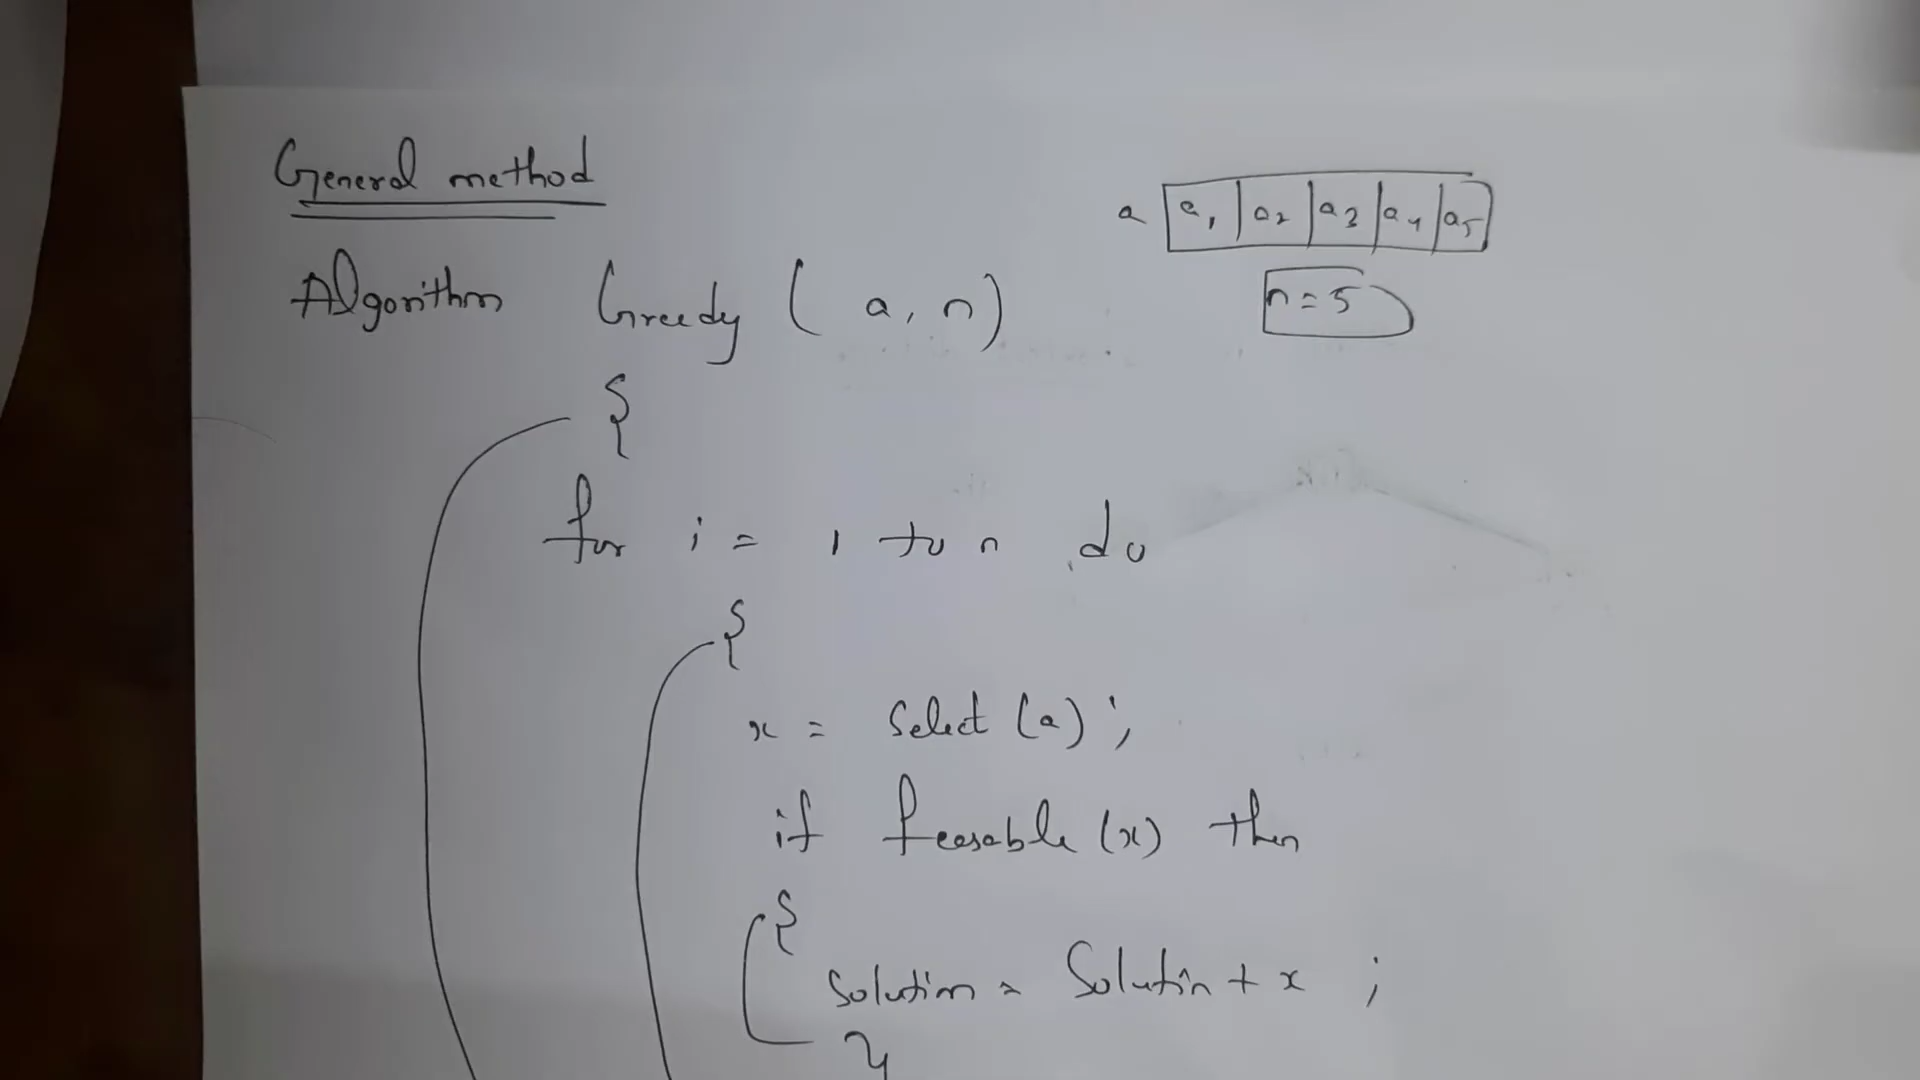 General method
a a1 a2 a3 a4 a5
n = 5
Algorithm Greedy (a, n)
{
for i = 1 to n do
{
x = Select (a);
if feasable (x) then
{
Solution = Solution + x ;
}